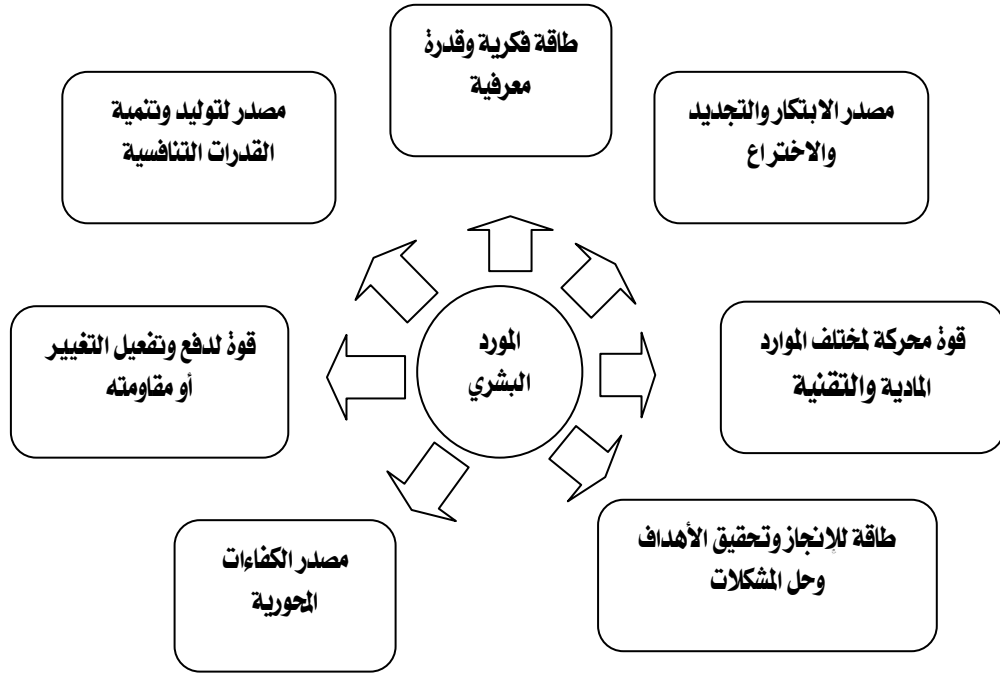 طاقة فكرية وقدرة
معرفية
مصدر الابتكار والتجديد
والاختراع
مصدر لتوليد وتنمية
القدرات التنافسية
المورد
البشري
قوة محركة لمختلف الموارد
المادية والتقنية
قوة لدفع وتفعيل التغيير
أو مقاومته
طاقة للإنجاز وتحقيق الأهداف
وحل المشكلات
مصدر الكفاءات
المحورية